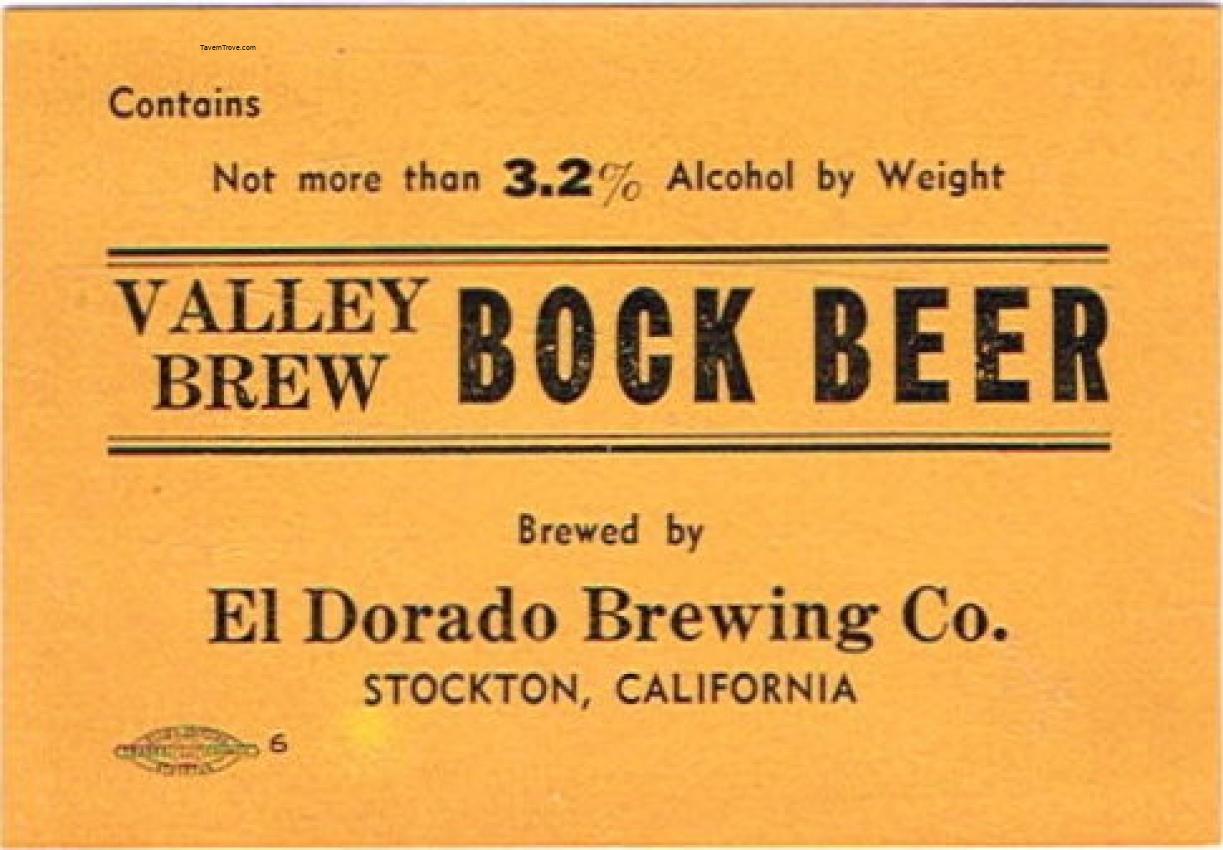 TavernTrove.com
Contains
Not more than 3.2% Alcohol by Weight
VALLEY
BREW
BOCK BEER
Brewed by
El Dorado Brewing Co.
STOCKTON, CALIFORNIA
6